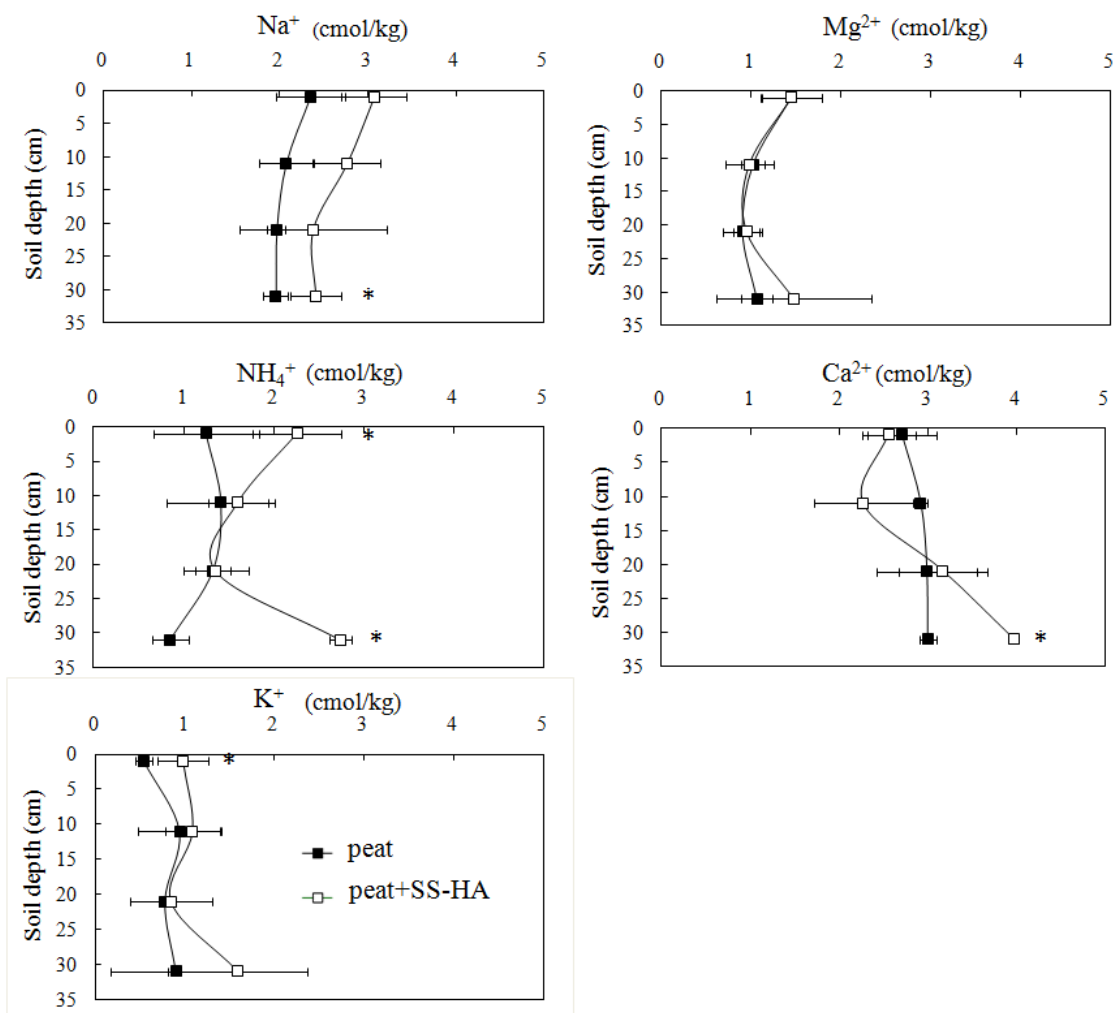 Na+ (cmol/kg)
0 1 2 3 4 5
Soil depth (cm)
0
5
10
15
20
25
30
35
*
Mg2+ (cmol/kg)
0 1 2 3 4 5
Soil depth (cm)
0
5
10
15
20
25
30
35
NH4+ (cmol/kg)
0 1 2 3 4 5
Soil depth (cm)
0
5
10
15
20
25
30
35
*
*
Ca2+ (cmol/kg)
0 1 2 3 4 5
Soil depth (cm)
0
5
10
15
20
25
30
35
*
K+ (cmol/kg)
0 1 2 3 4 5
Soil depth (cm)
0
5
10
15
20
25
30
35
*
peat
peat+SS-HA